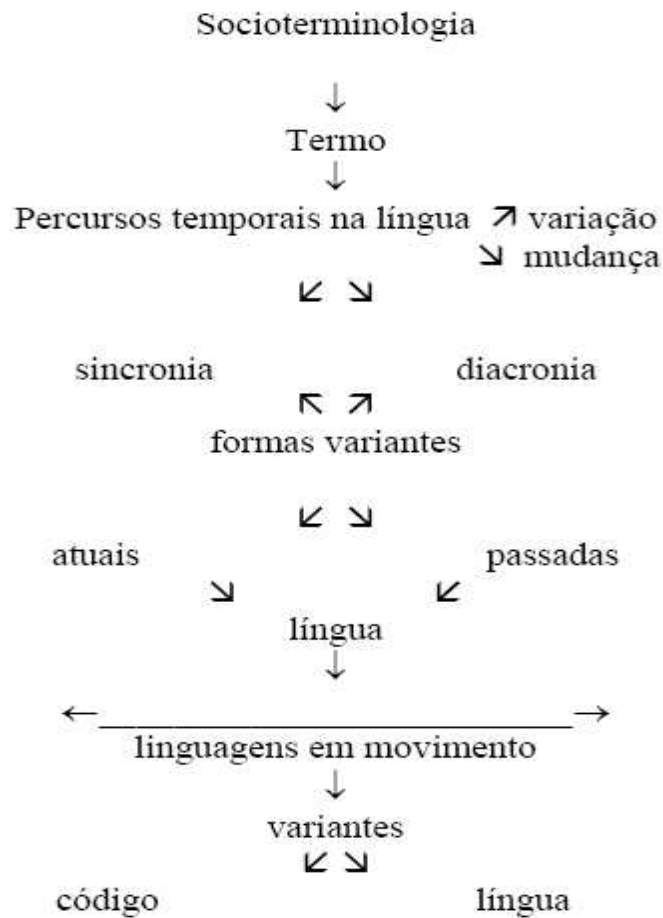 Socioterminologia
↓
Termo
↓
Percursos temporais na língua ↗ variação
↘ mudança
↙ ↘
sincronia diacronia
↖ ↗
formas variantes
↙ ↘
atuais passadas
↘ ↙
língua
↓
←______________________________→
linguagens em movimento
↓
variantes
↙ ↘
código língua